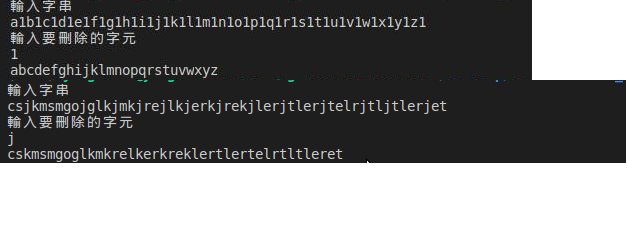 輸入字串
a1b1c1d1e1f1g1h1i1j1k1l1m1n1o1p1q1r1s1t1u1v1w1x1y1z1
輸入要刪除的字元
1
abcdefghijklmnopqrstuvwxyz
輸入字串
csjkmsmgojglkjmkjrejlkjerkjrekjlerjtlerjtelrjtljtlerjet
輸入要刪除的字元
j
cskmsmgoglkmkrelkerkreklertlertelrtltleret